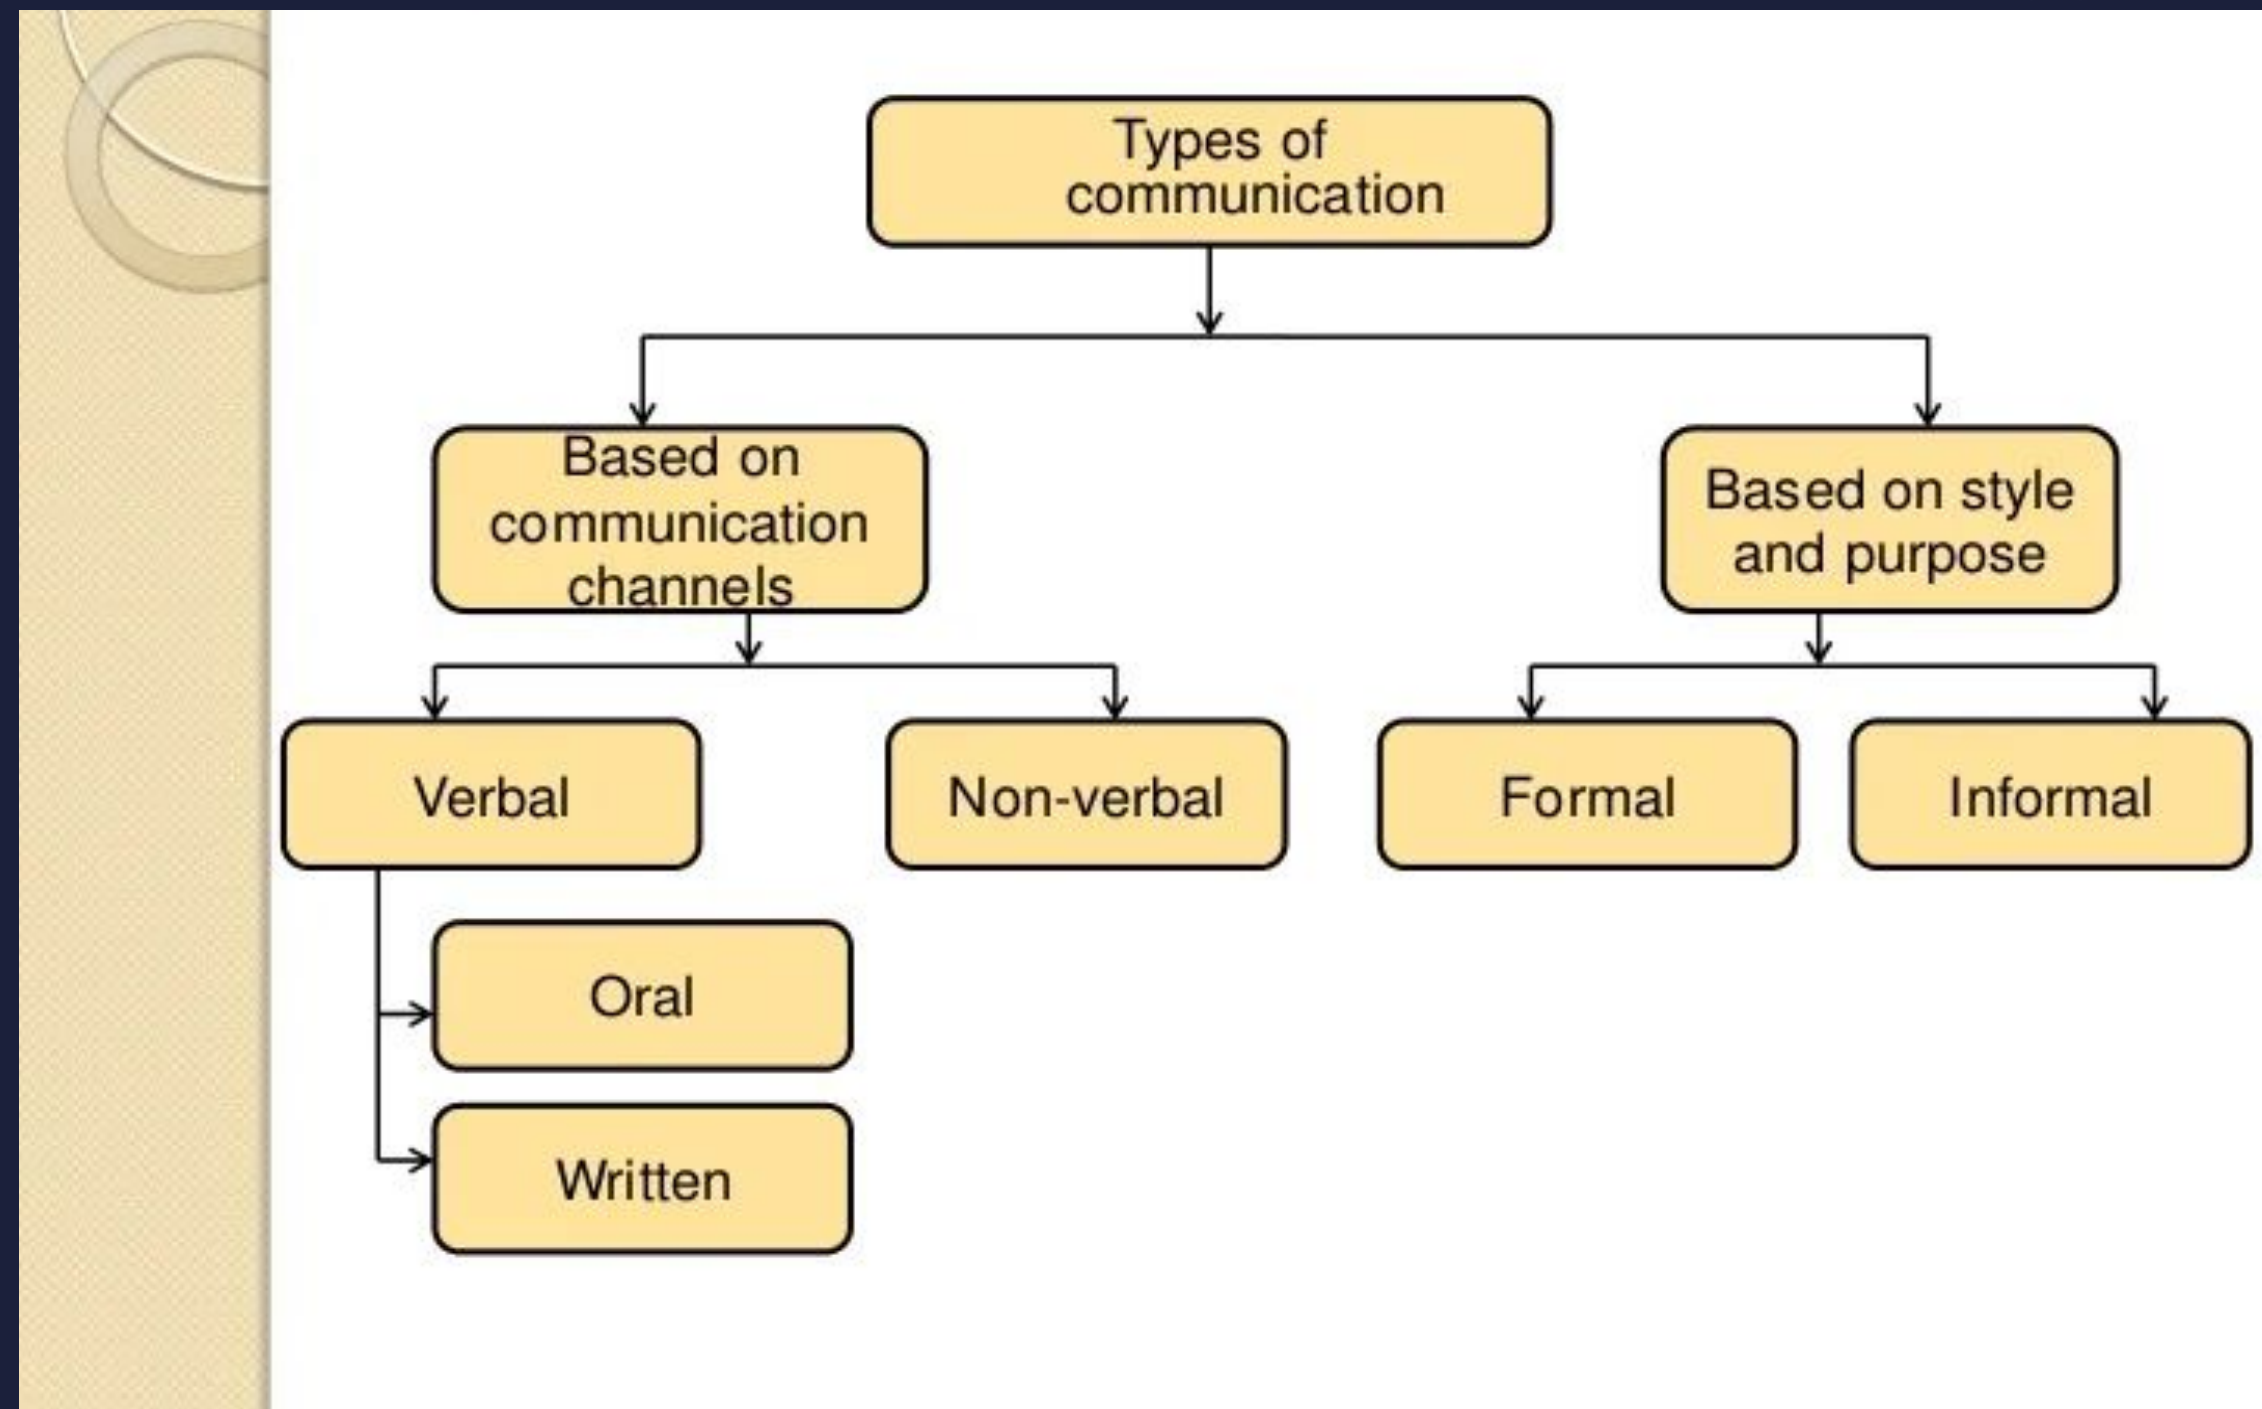 Types of
communication
Based on
communication
channels
Based on style
and purpose
Verbal
Non-verbal
Formal
Informal
Oral
Written